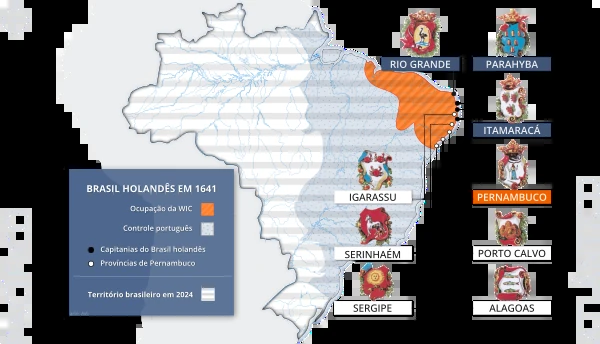 RIO GRANDE
PARAHYBA
ITAMARACÁ
IGARASSU
PERNAMBUCO
SERINHAÉM
PORTO CALVO
SERGIPE
ALAGOAS
BRASIL HOLANDÊS EM 1641
Ocupação da WIC
Controle português
Capitanias do Brasil holandês
Províncias de Pernambuco
Território brasileiro em 2024